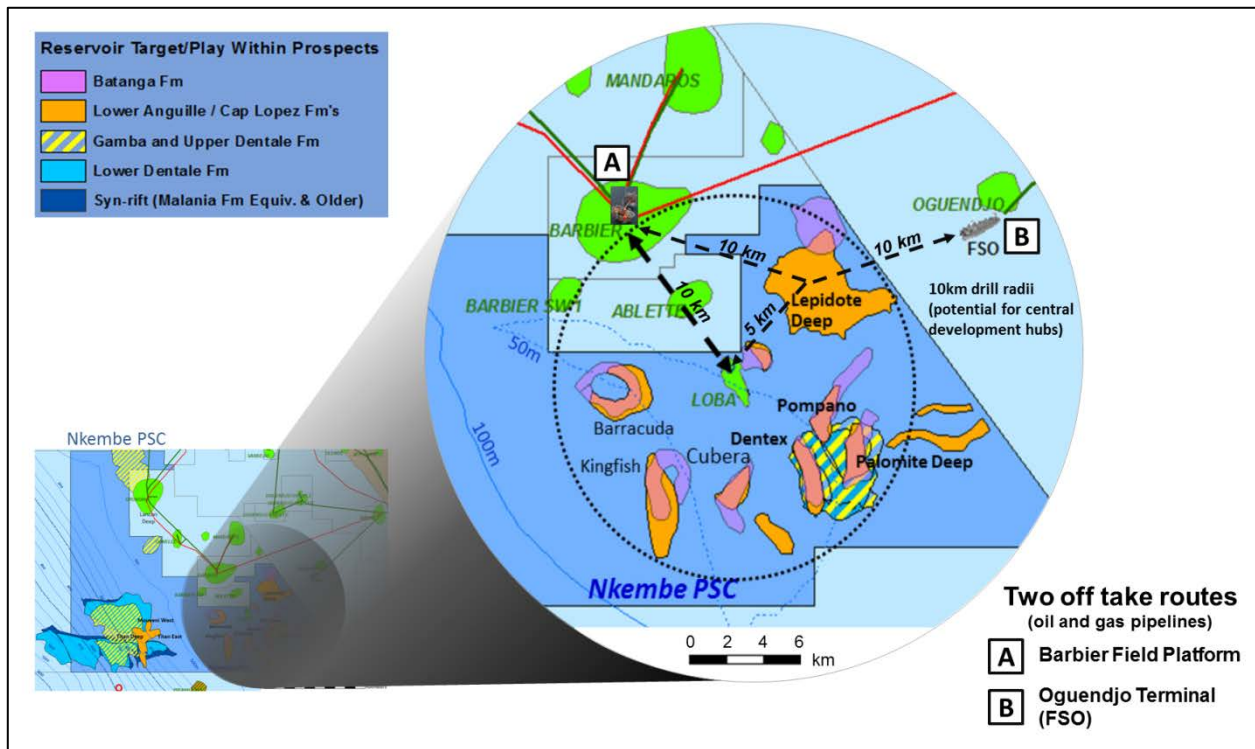 Reservoir Target/Play Within Prospects
Batanga Fm
Lower Anguille / Cap Lopez Fm's
Gamba and Upper Dentale Fm
Lower Dentale Fm
Syn-rift (Malania Fm Equiv. & Older)
MANDAROS
A
BARBIER
OGUENDJO
FSO
B
10 km
10 km
10 km
5 km
10km drill radii
(potential for central
development hubs)
Lepidote
Deep
BARBIER SW-1
ABLETTE
50m
100m
LOBA
Pompano
Barracuda
Dentex
Cubera
Kingfish
Palomite Deep
Nkembe PSC
0 2 4 6
km
Nkembe PSC
Two off take routes
(oil and gas pipelines)
A Barbier Field Platform
B Oguendjo Terminal
(FSO)